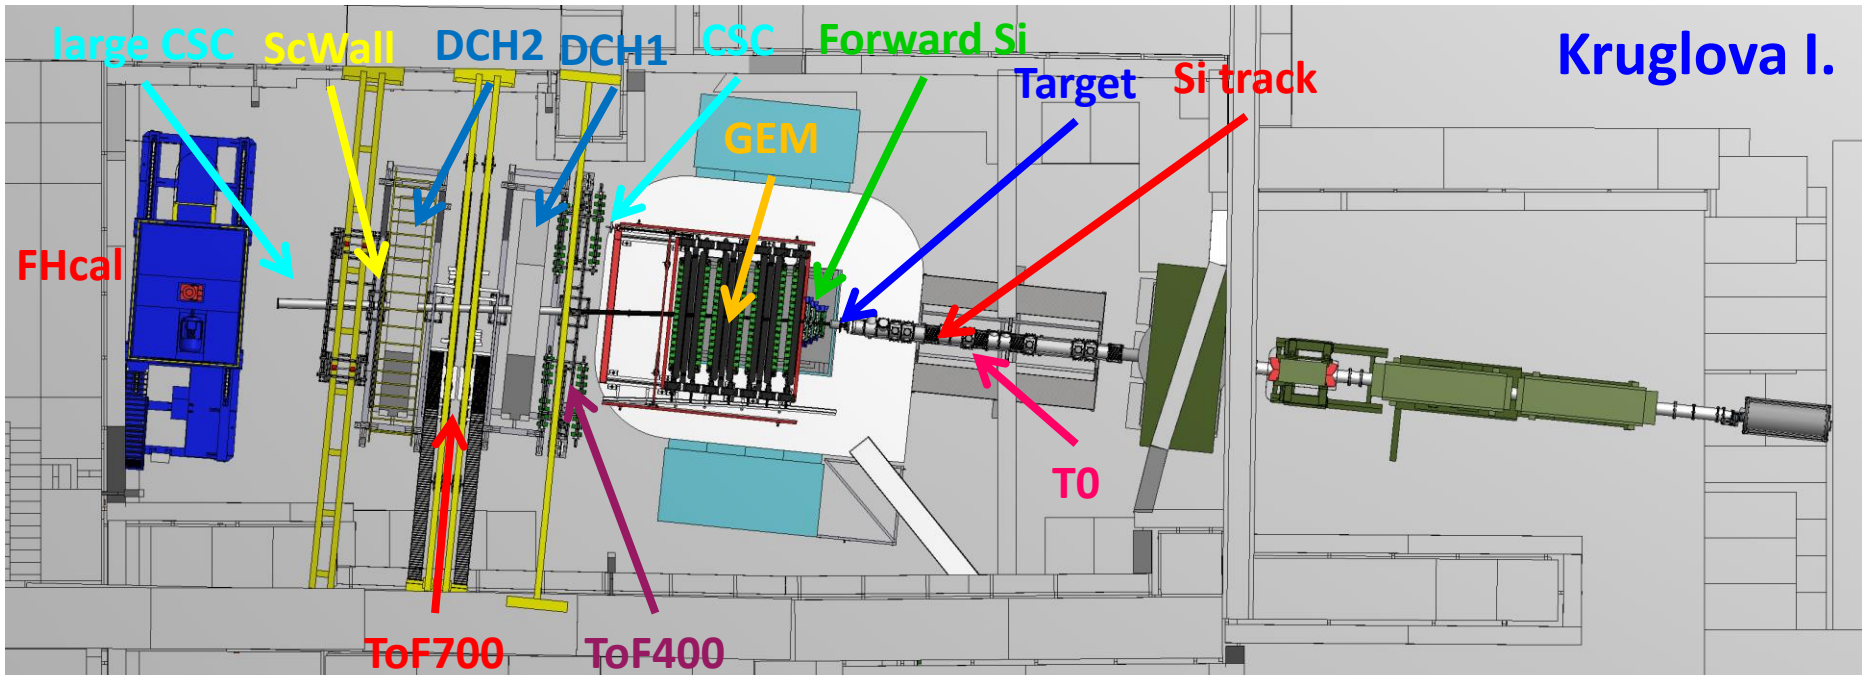 large CSC
ScWall
DCH2
DCH1
CSC
Forward Si
Target
Si track
Kruglova I.
GEM
FHcal
T0
ToF700
ToF400